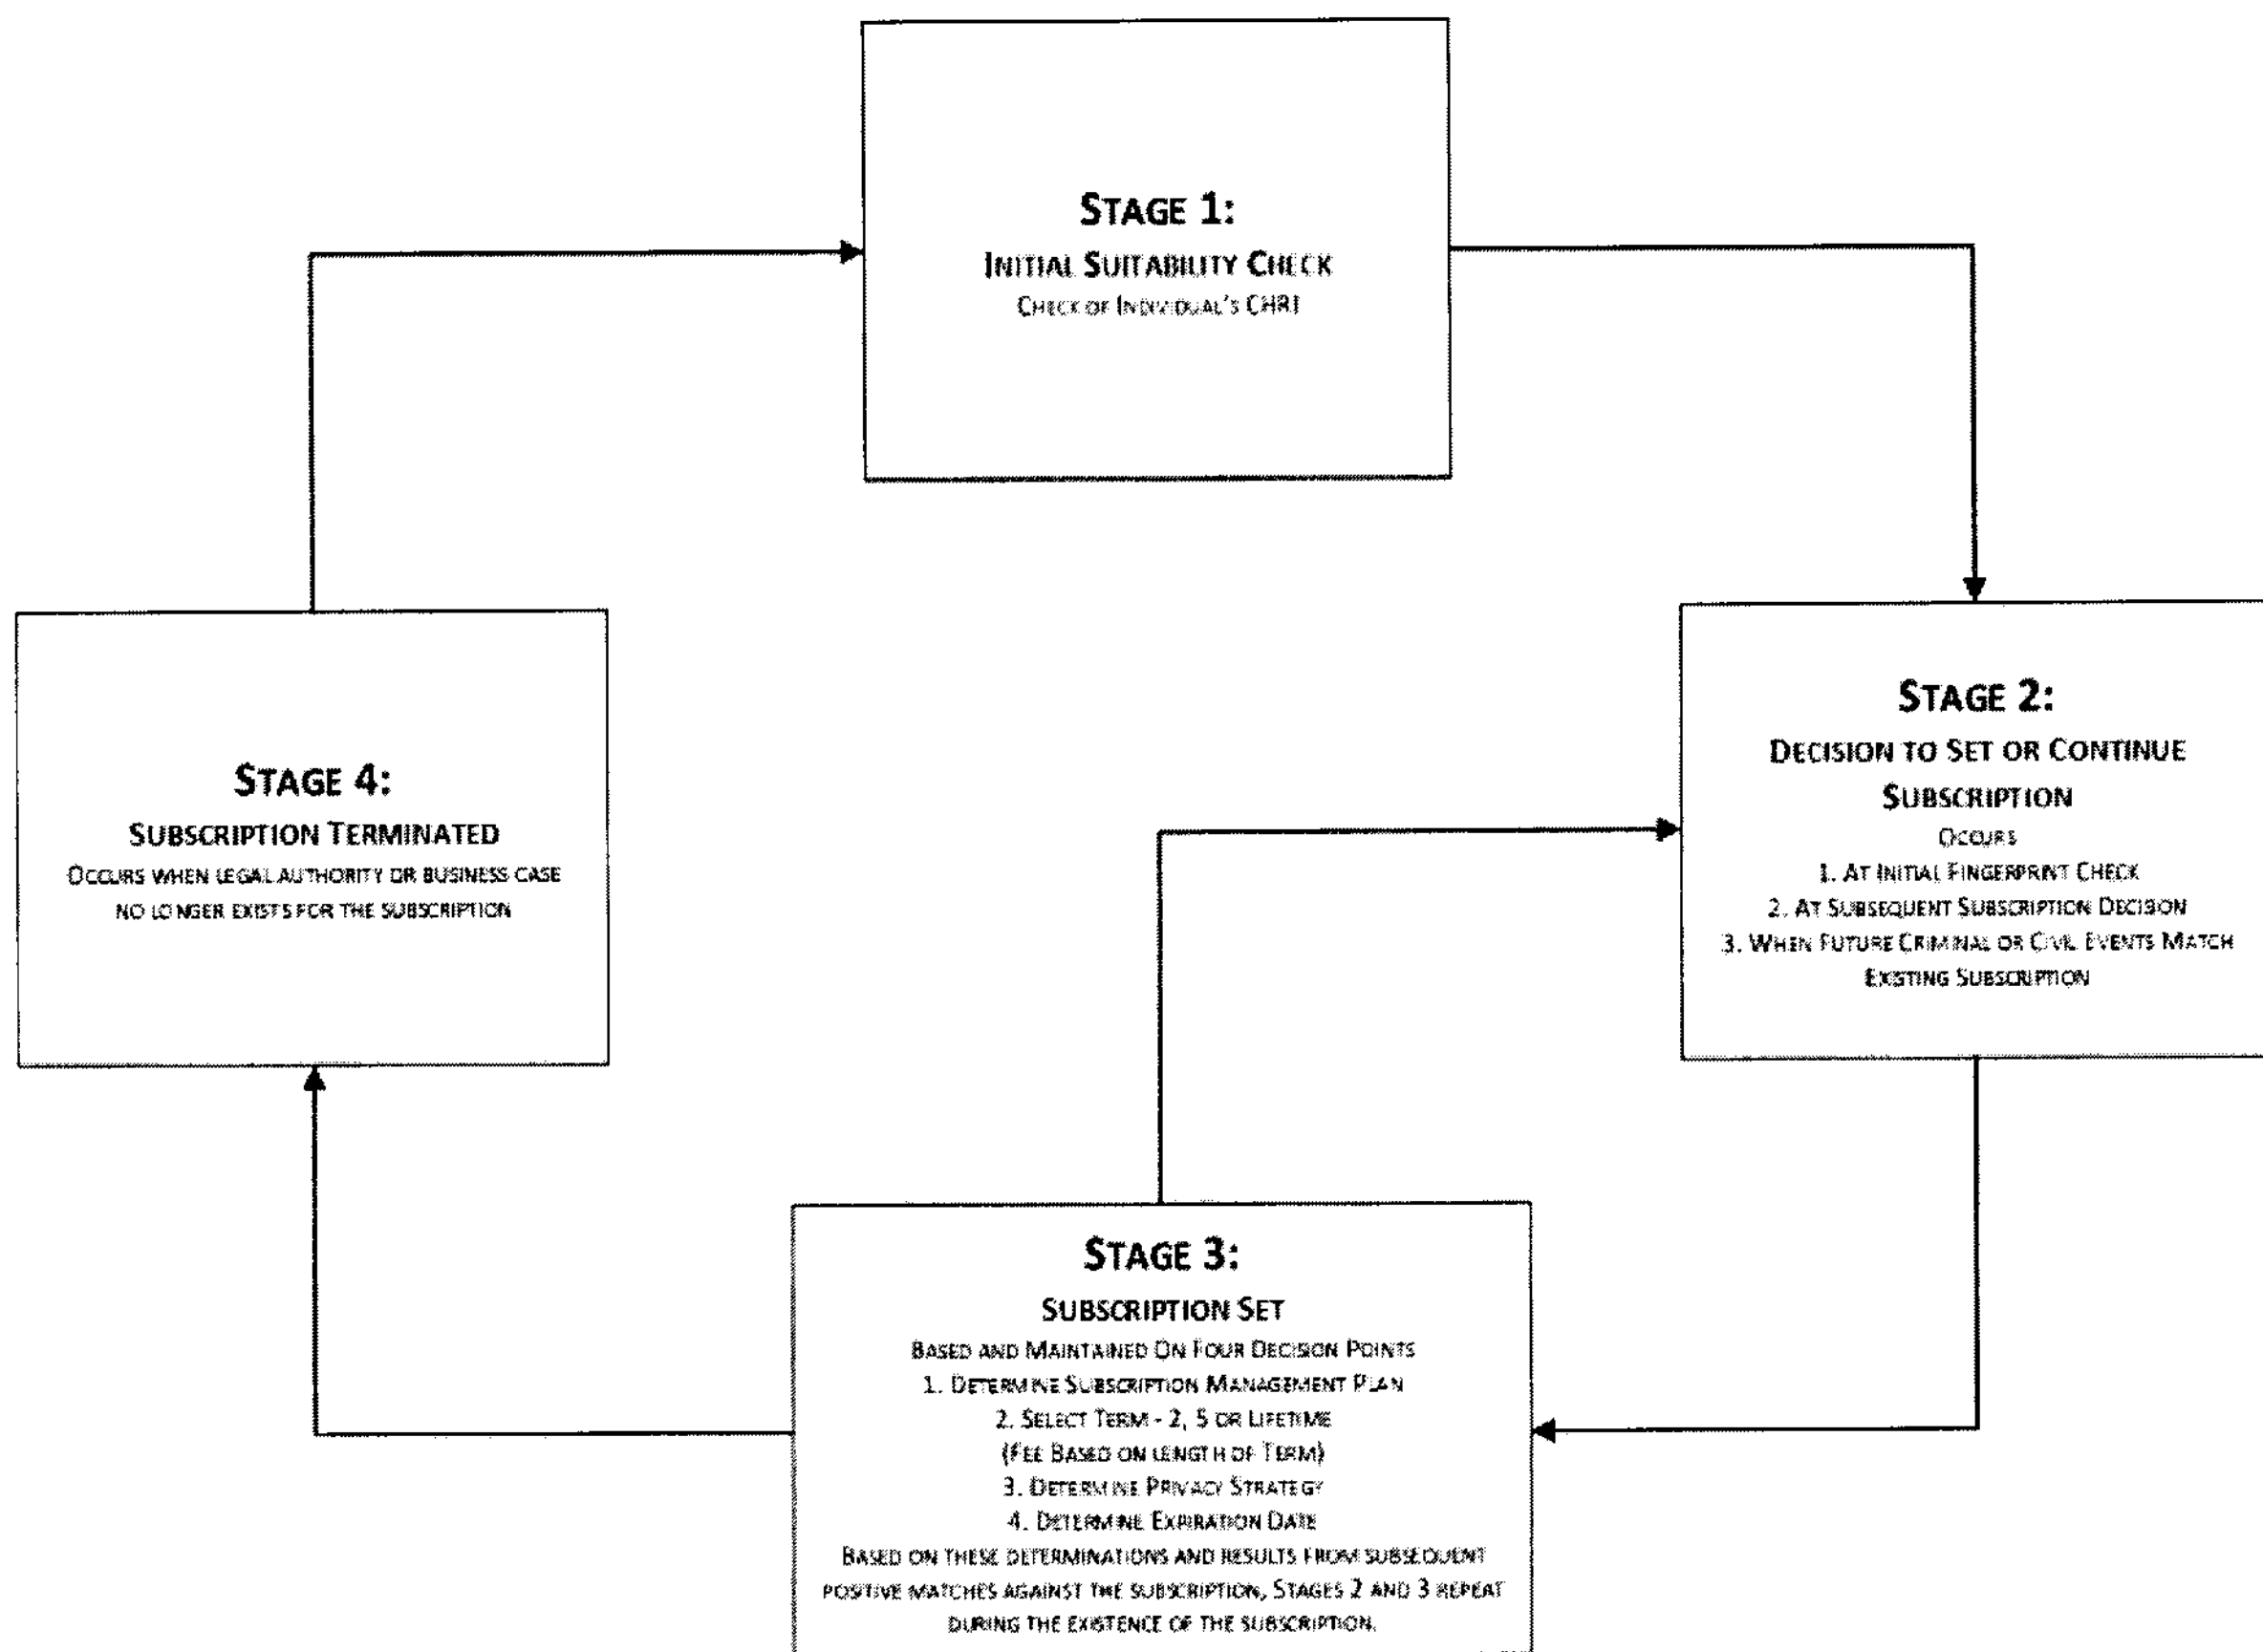 STAGE 1:
INITIAL SUITABILITY CHECK
CHECK OF INDIVIDUAL'S CHRI
STAGE 2:
DECISION TO SET OR CONTINUE
SUBSCRIPTION
OCCURS
1. AT INITIAL FINGERPRINT CHECK
2. AT SUBSEQUENT SUBSCRIPTION DECISION
3. WHEN FUTURE CRIMINAL OR CIVIL EVENTS MATCH
EXISTING SUBSCRIPTION
STAGE 4:
SUBSCRIPTION TERMINATED
OCCURS WHEN LEGAL AUTHORITY OR BUSINESS CASE
NO LONGER EXISTS FOR THE SUBSCRIPTION
STAGE 3:
SUBSCRIPTION SET
BASED AND MAINTAINED ON FOUR DECISION POINTS
1. DETERMINE SUBSCRIPTION MANAGEMENT PLAN
2. SELECT TERM - 2, 5 OR LIFETIME
(FEE BASED ON LENGTH OF TERM)
3. DETERMINE PRIVACY STRATEGY
4. DETERMINE EXPIRATION DATE
BASED ON THESE DETERMINATIONS AND RESULTS FROM SUBSEQUENT
POSITIVE MATCHES AGAINST THE SUBSCRIPTION, STAGES 2 AND 3 REPEAT
DURING THE EXISTENCE OF THE SUBSCRIPTION.